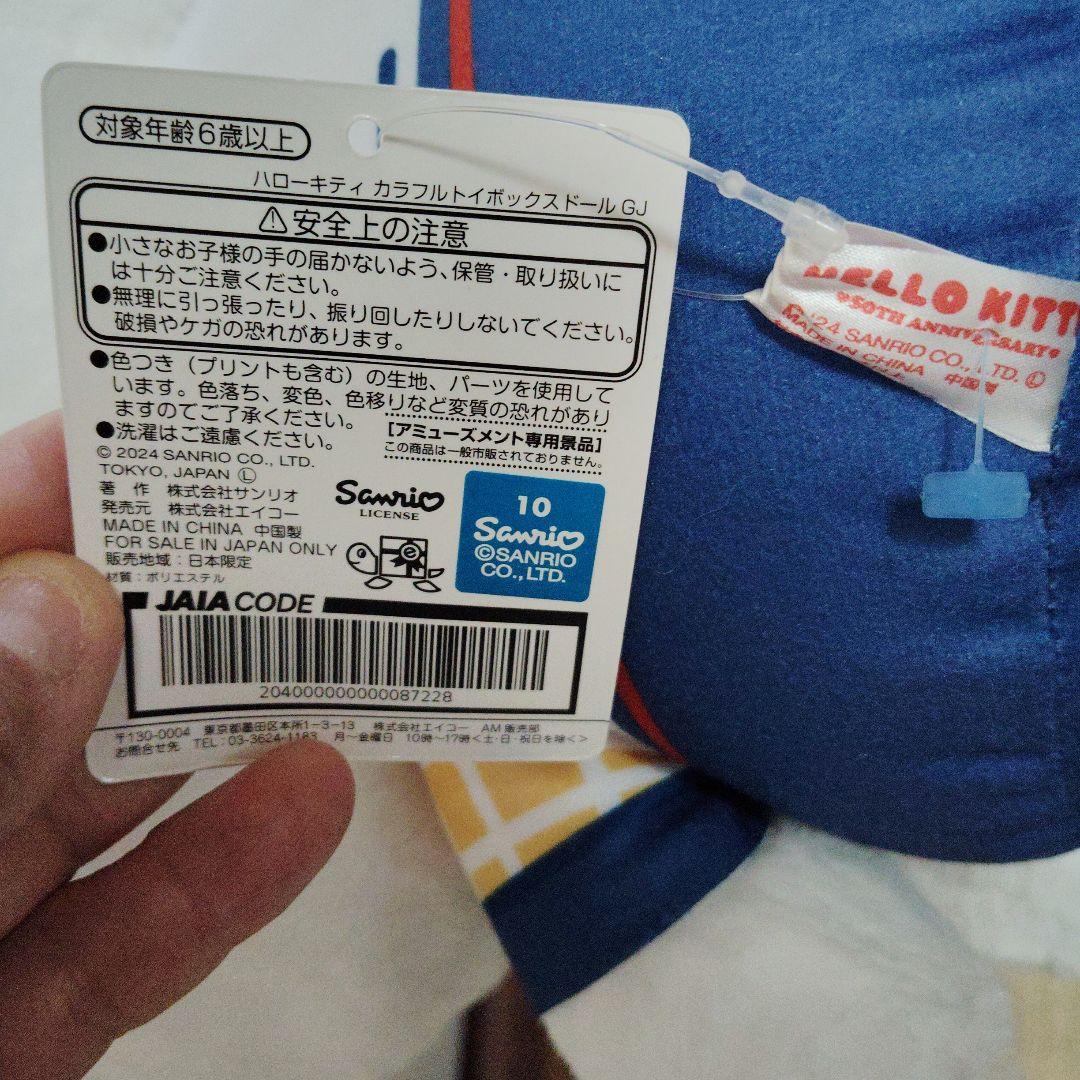 対象年齢6歳以上
ハローキティ カラフルトイボックスドール GJ
⚠安全上の注意
●小さなお子様の手の届かないよう、保管・取り扱いに
は十分ご注意ください。
●無理に引っ張ったり、振り回したりしないでください。
破損やケガの恐れがあります。
●色つき（プリントも含む）の生地、パーツを使用して
います。色落ち、変色、色移りなど変質の恐れがあり
ますのでご了承ください。
●洗濯はご遠慮ください。
[アミューズメント専用景品]
この商品は一般市販されておりません。
© 2024 SANRIO CO., LTD.
TOKYO, JAPAN Ⓛ
著 作 株式会社サンリオ
発売元 株式会社エイコー
MADE IN CHINA 中国製
FOR SALE IN JAPAN ONLY
販売地域：日本限定
材質：ポリエステル
Sanrio
LICENSE
10
Sanrio
©SANRIO
CO., LTD.
JAIA CODE
2040000000000087228
〒130-0004 東京都墨田区本所1-3-13 株式会社エイコー AM販売部
お問合せ先 TEL:03-3624-1183 月～金曜日 10時～17時<土・日・祝日を除く>
HELLO KITTY
50TH ANNIVERSARY
©'24 SANRIO CO., LTD. Ⓛ
MADE IN CHINA 中国製